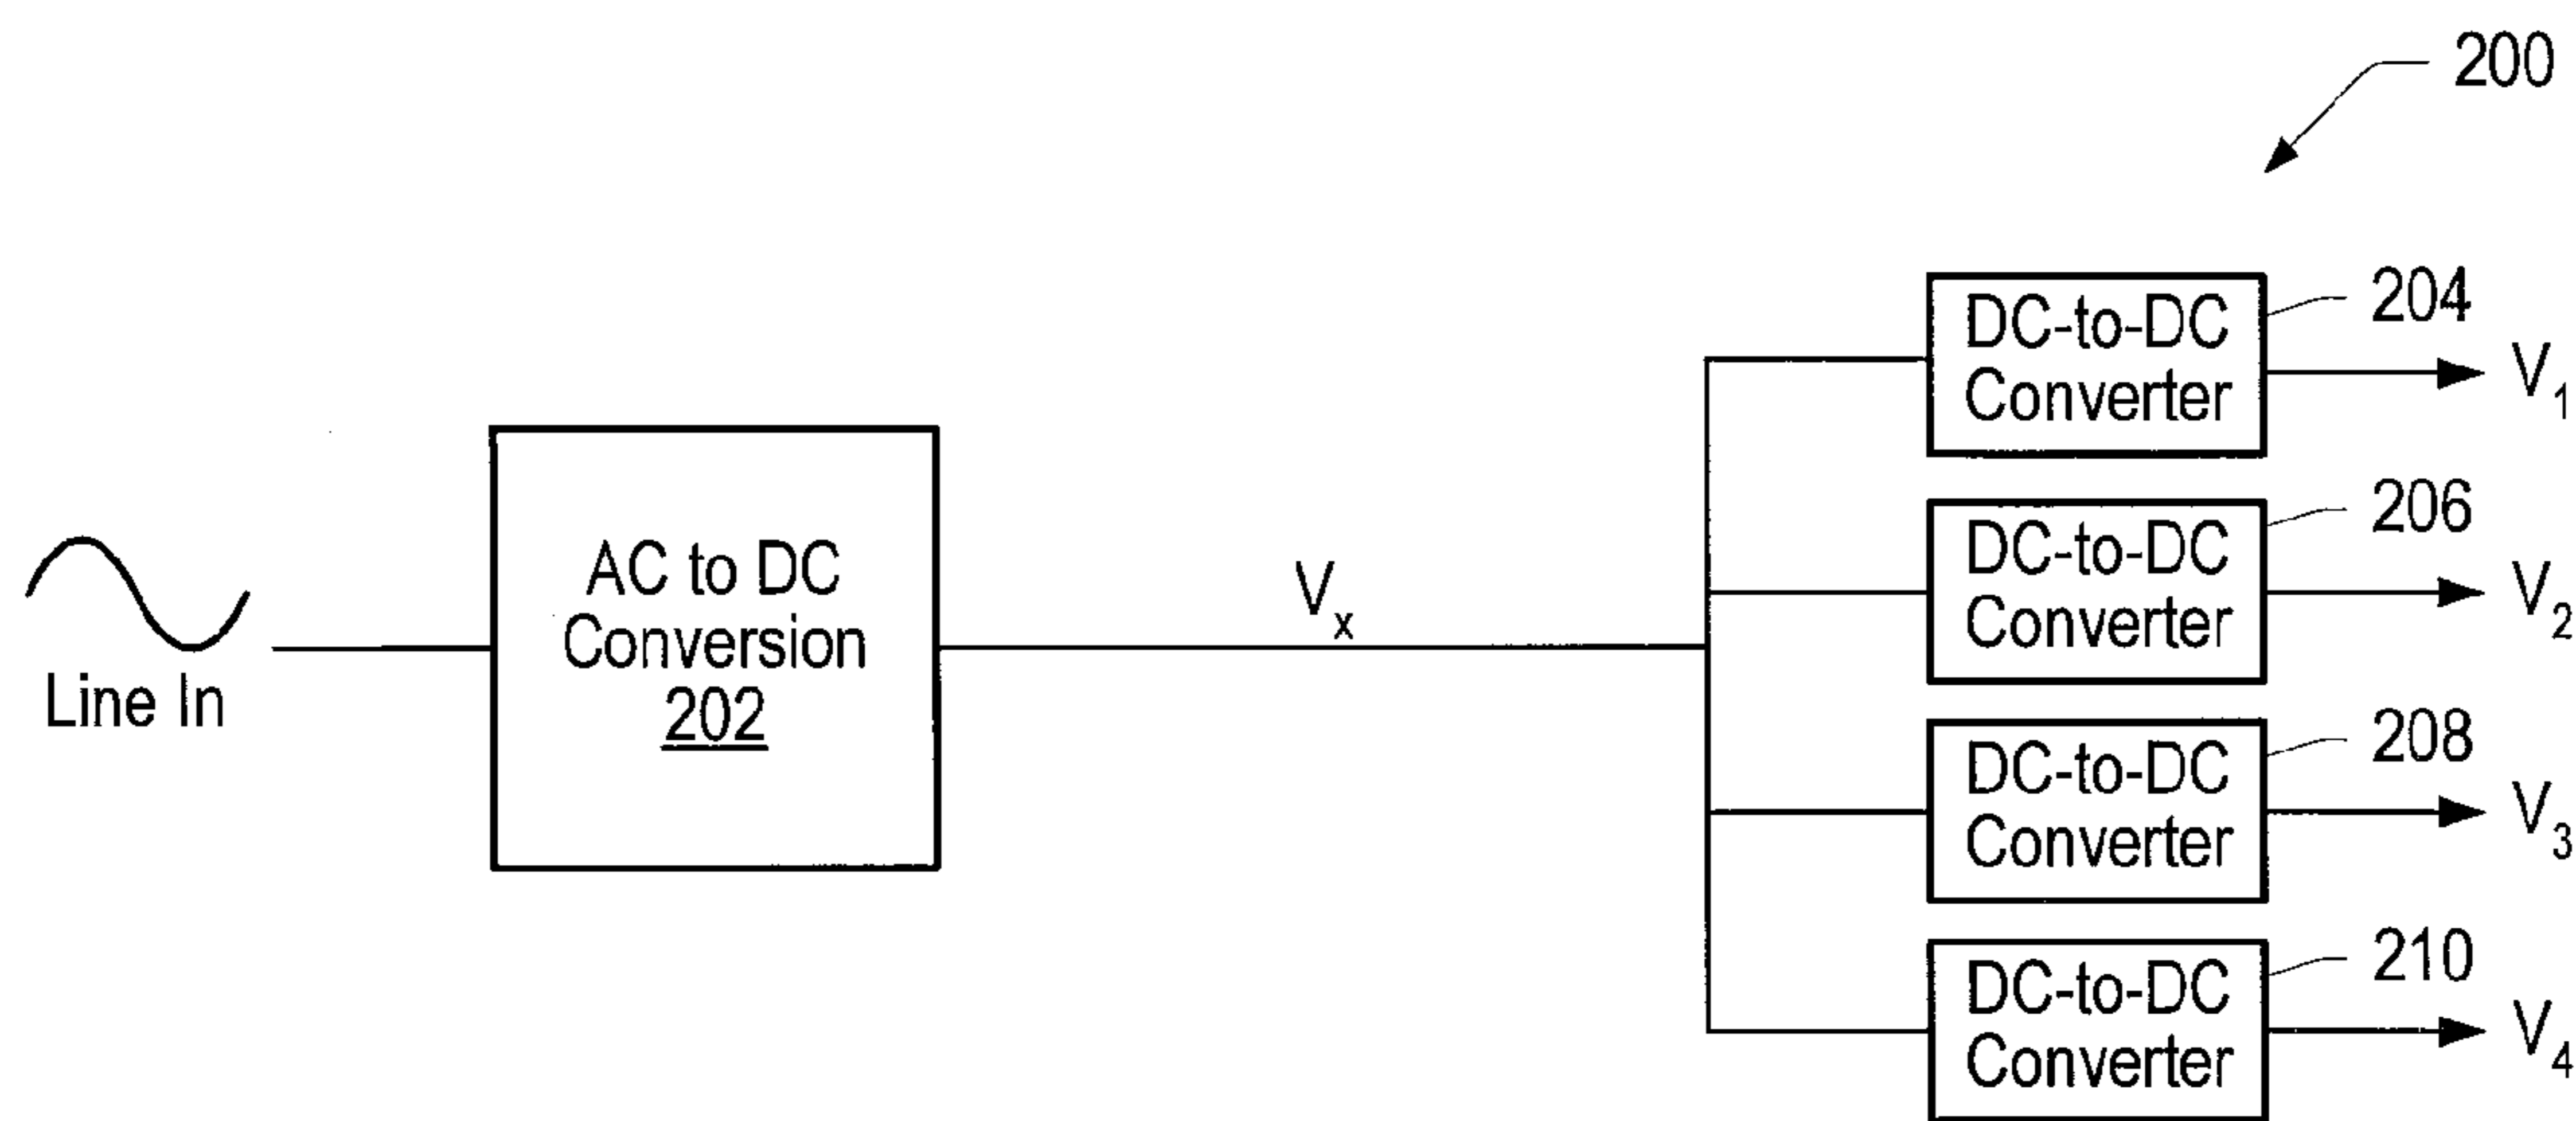 200
DC-to-DC
Converter
204
V1
DC-to-DC
Converter
206
V2
AC to DC
Conversion
202
Vx
Line In
DC-to-DC
Converter
208
V3
DC-to-DC
Converter
210
V4